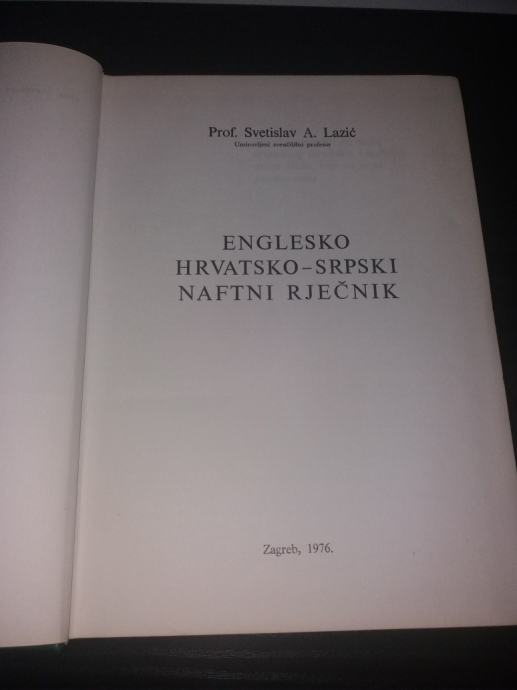 Prof. Svetislav A. Lazić
Umirovljeni sveučilišni profesor
ENGLESKO
HRVATSKO–SRPSKI
NAFTNI RJEČNIK
Zagreb, 1976.